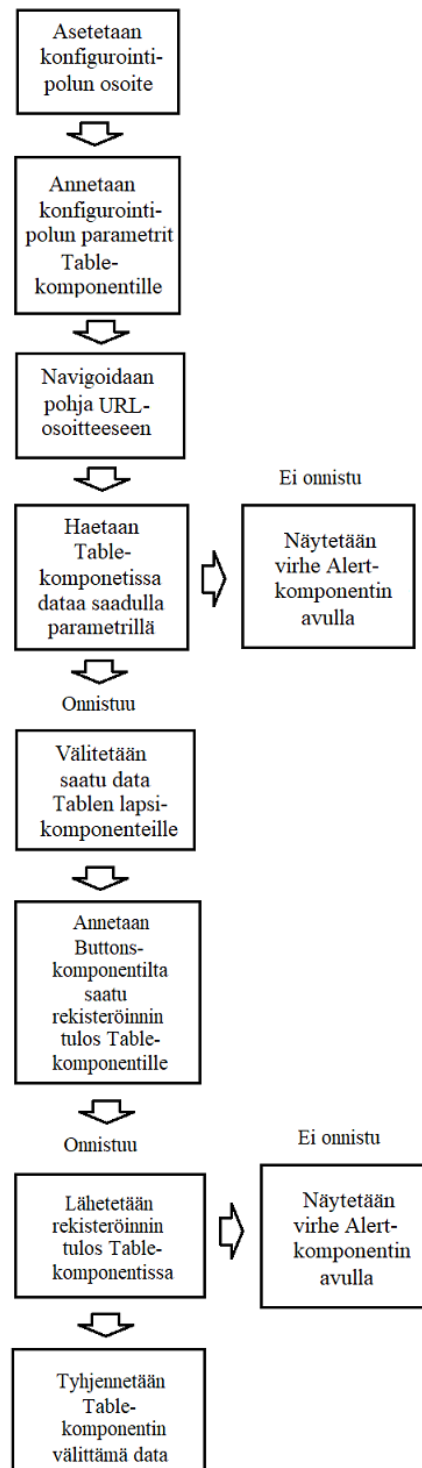 Asetetaan
konfigurointi-
polun osoite
Annetaan
konfigurointi-
polun parametrit
Table-
komponentille
Navigoidaan
pohja URL-
osoitteeseen
Haetaan
Table-
komponetissa
dataa saadulla
parametrillä
Ei onnistu
Näytetään
virhe Alert-
komponentin
avulla
Onnistuu
Välitetään
saatu data
Tablen lapsi-
komponenteille
Annetaan
Buttons-
komponentilta
saatu
rekisteröinnin
tulos Table-
komponentille
Onnistuu
Lähetetään
rekisteröinnin
tulos Table-
komponentissa
Ei onnistu
Näytetään
virhe Alert-
komponentin
avulla
Tyhjennetään
Table-
komponentin
välittämä data